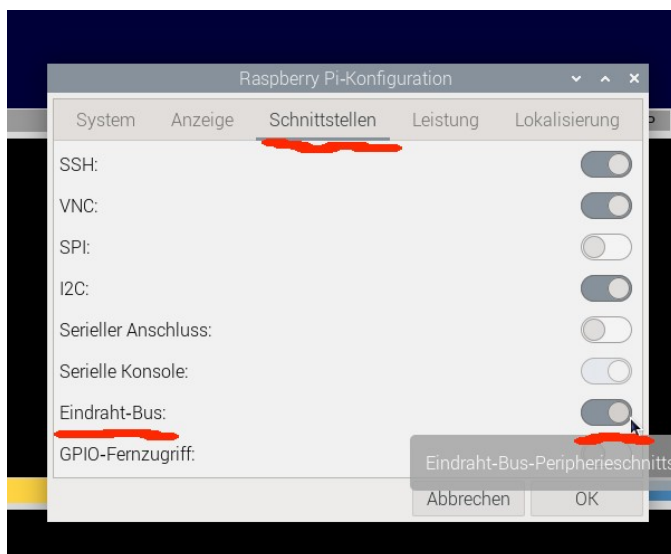 Raspberry Pi-Konfiguration
System Anzeige Schnittstellen Leistung Lokalisierung
SSH:
VNC:
SPI:
I2C:
Serieller Anschluss:
Serielle Konsole:
Eindraht-Bus:
GPIO-Fernzugriff:
Eindraht-Bus-Peripherieschnitts
Abbrechen OK